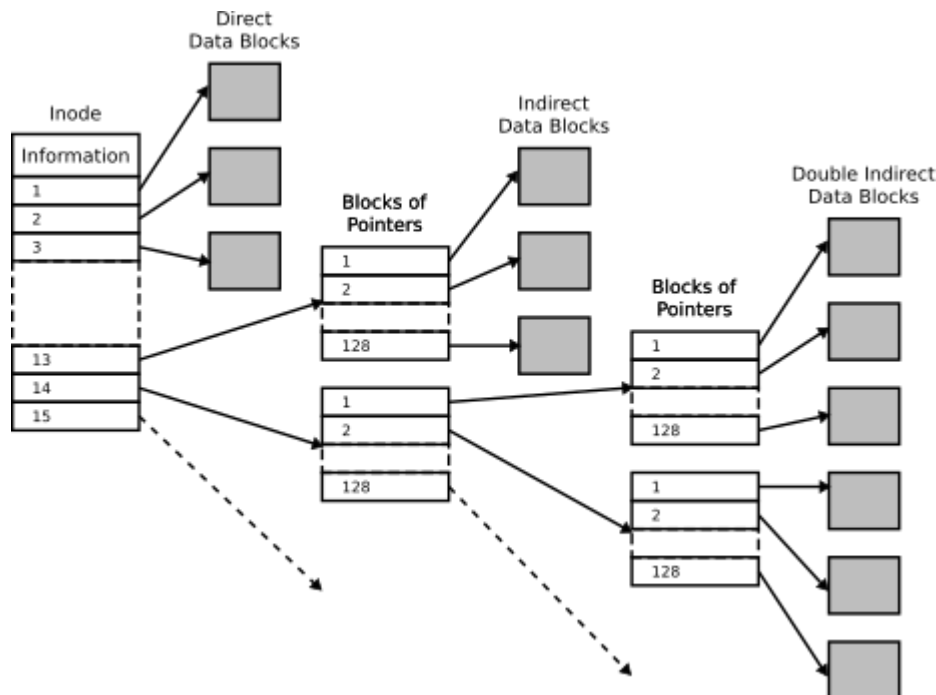 Direct
Data Blocks
Inode
Information
1
2
3
13
14
15
Blocks of
Pointers
1
2
128
1
2
128
Indirect
Data Blocks
Blocks of
Pointers
1
2
128
1
2
128
Double Indirect
Data Blocks